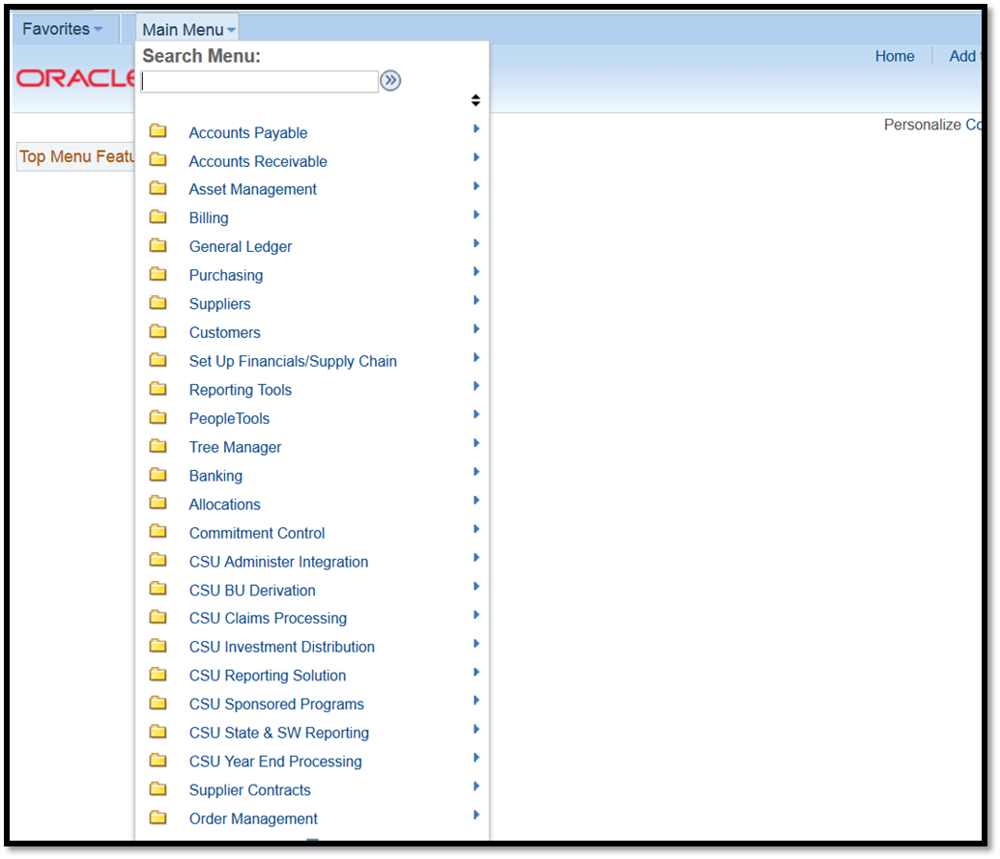 Favorites Main Menu
Search Menu:
Home Add
ORACLE
Personalize Co
Top Menu Featu
Accounts Payable
Accounts Receivable
Asset Management
Billing
General Ledger
Purchasing
Suppliers
Customers
Set Up Financials/Supply Chain
Reporting Tools
PeopleTools
Tree Manager
Banking
Allocations
Commitment Control
CSU Administer Integration
CSU BU Derivation
CSU Claims Processing
CSU Investment Distribution
CSU Reporting Solution
CSU Sponsored Programs
CSU State & SW Reporting
CSU Year End Processing
Supplier Contracts
Order Management